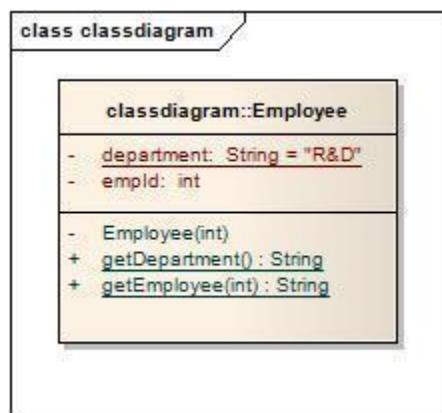 class classdiagram
classdiagram::Employee
- department: String = "R&D"
- empId: int
- Employee(int)
+ getDepartment() : String
+ getEmployee(int) : String